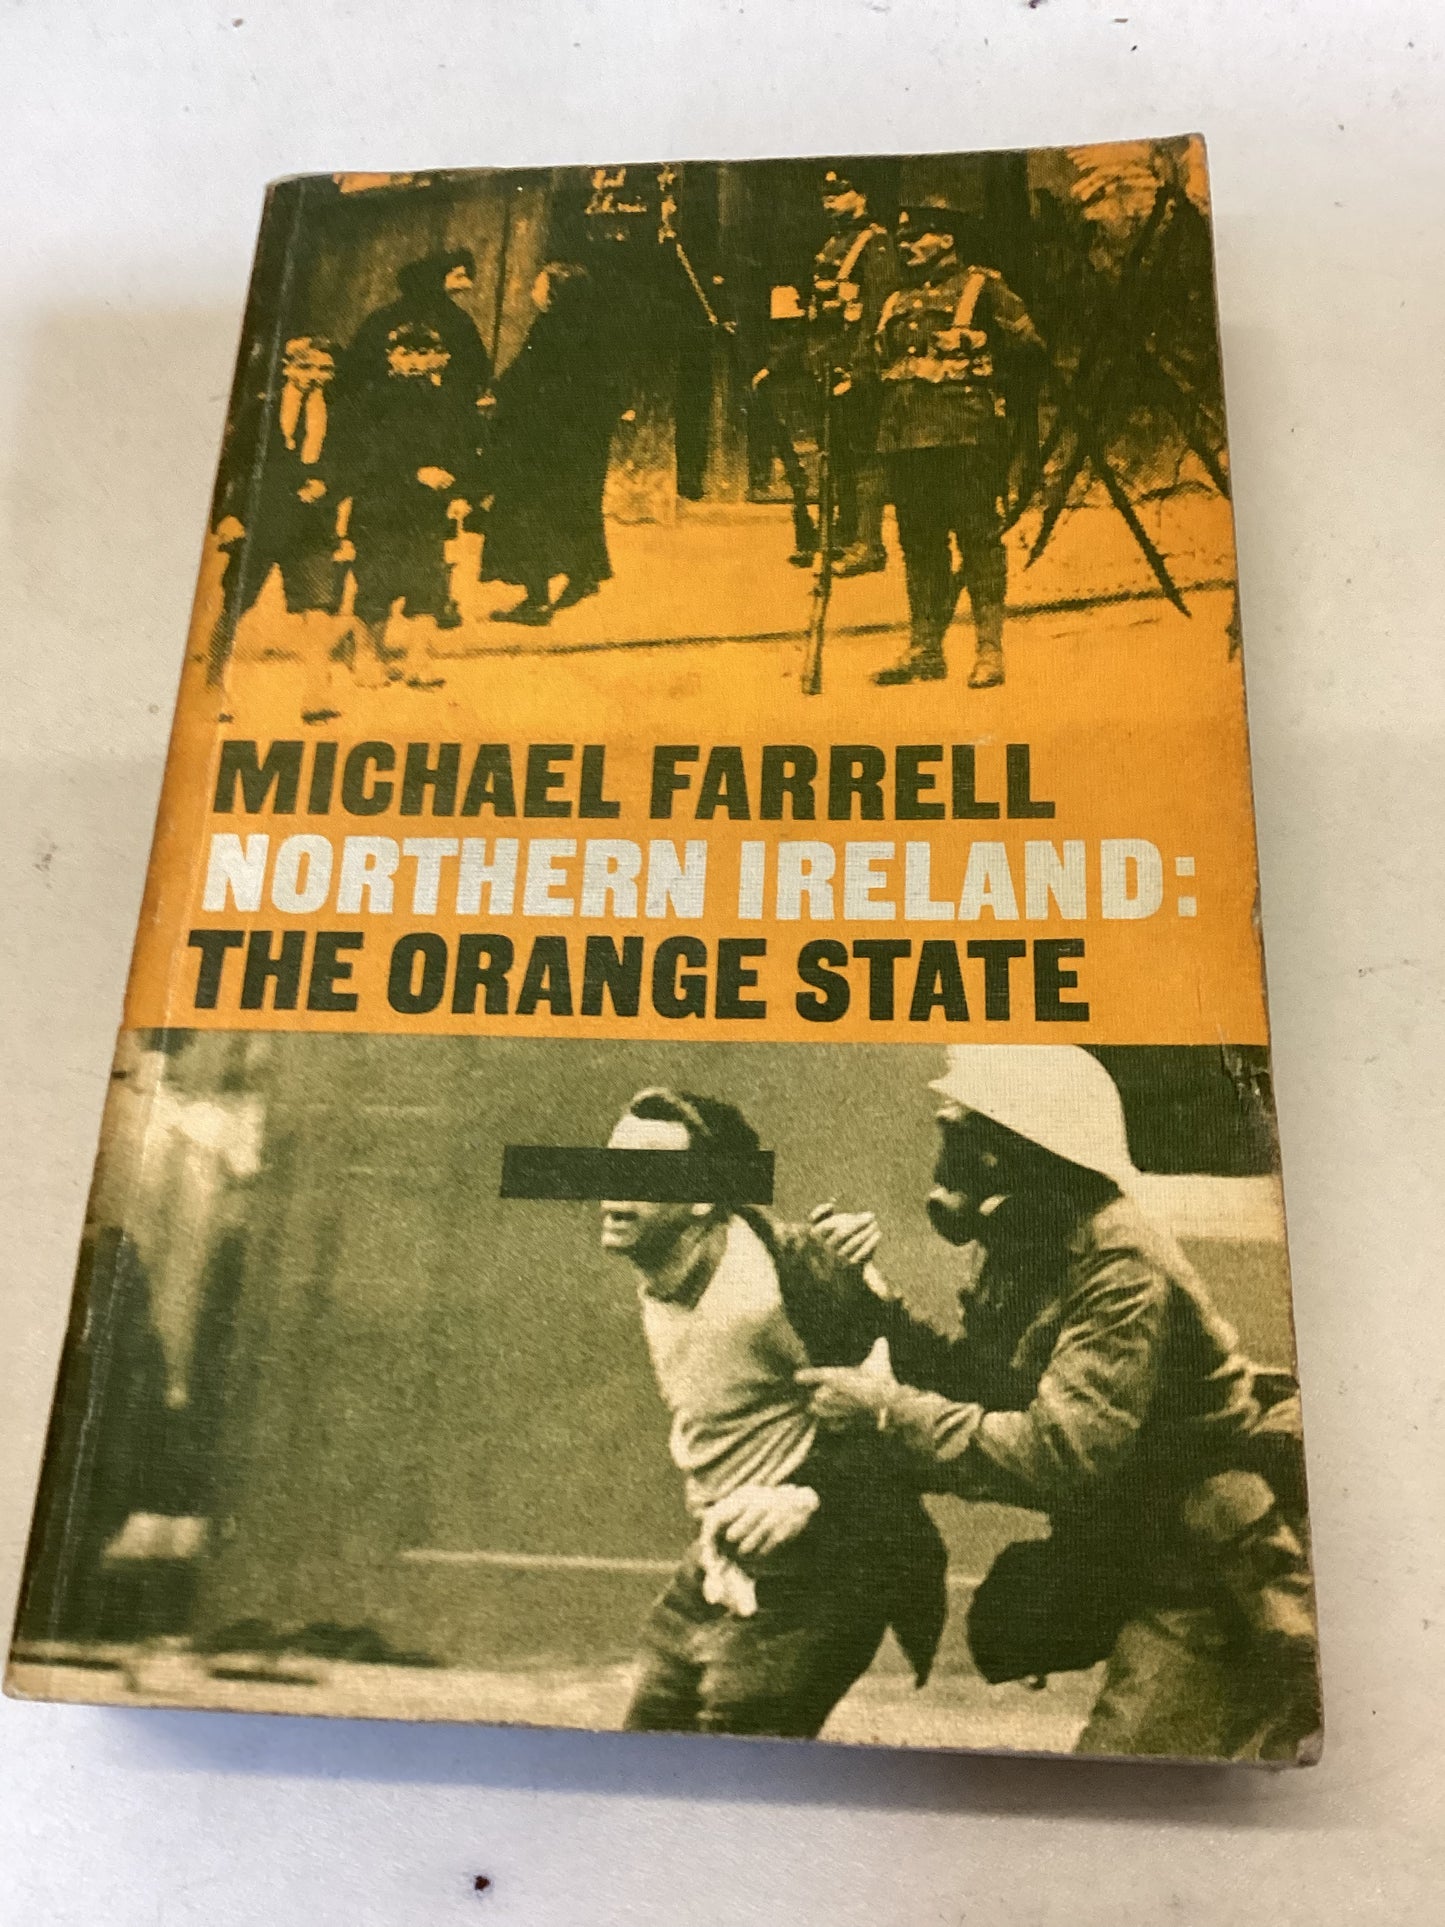 MICHAEL FARRELL
NORTHERN IRELAND:
THE ORANGE STATE